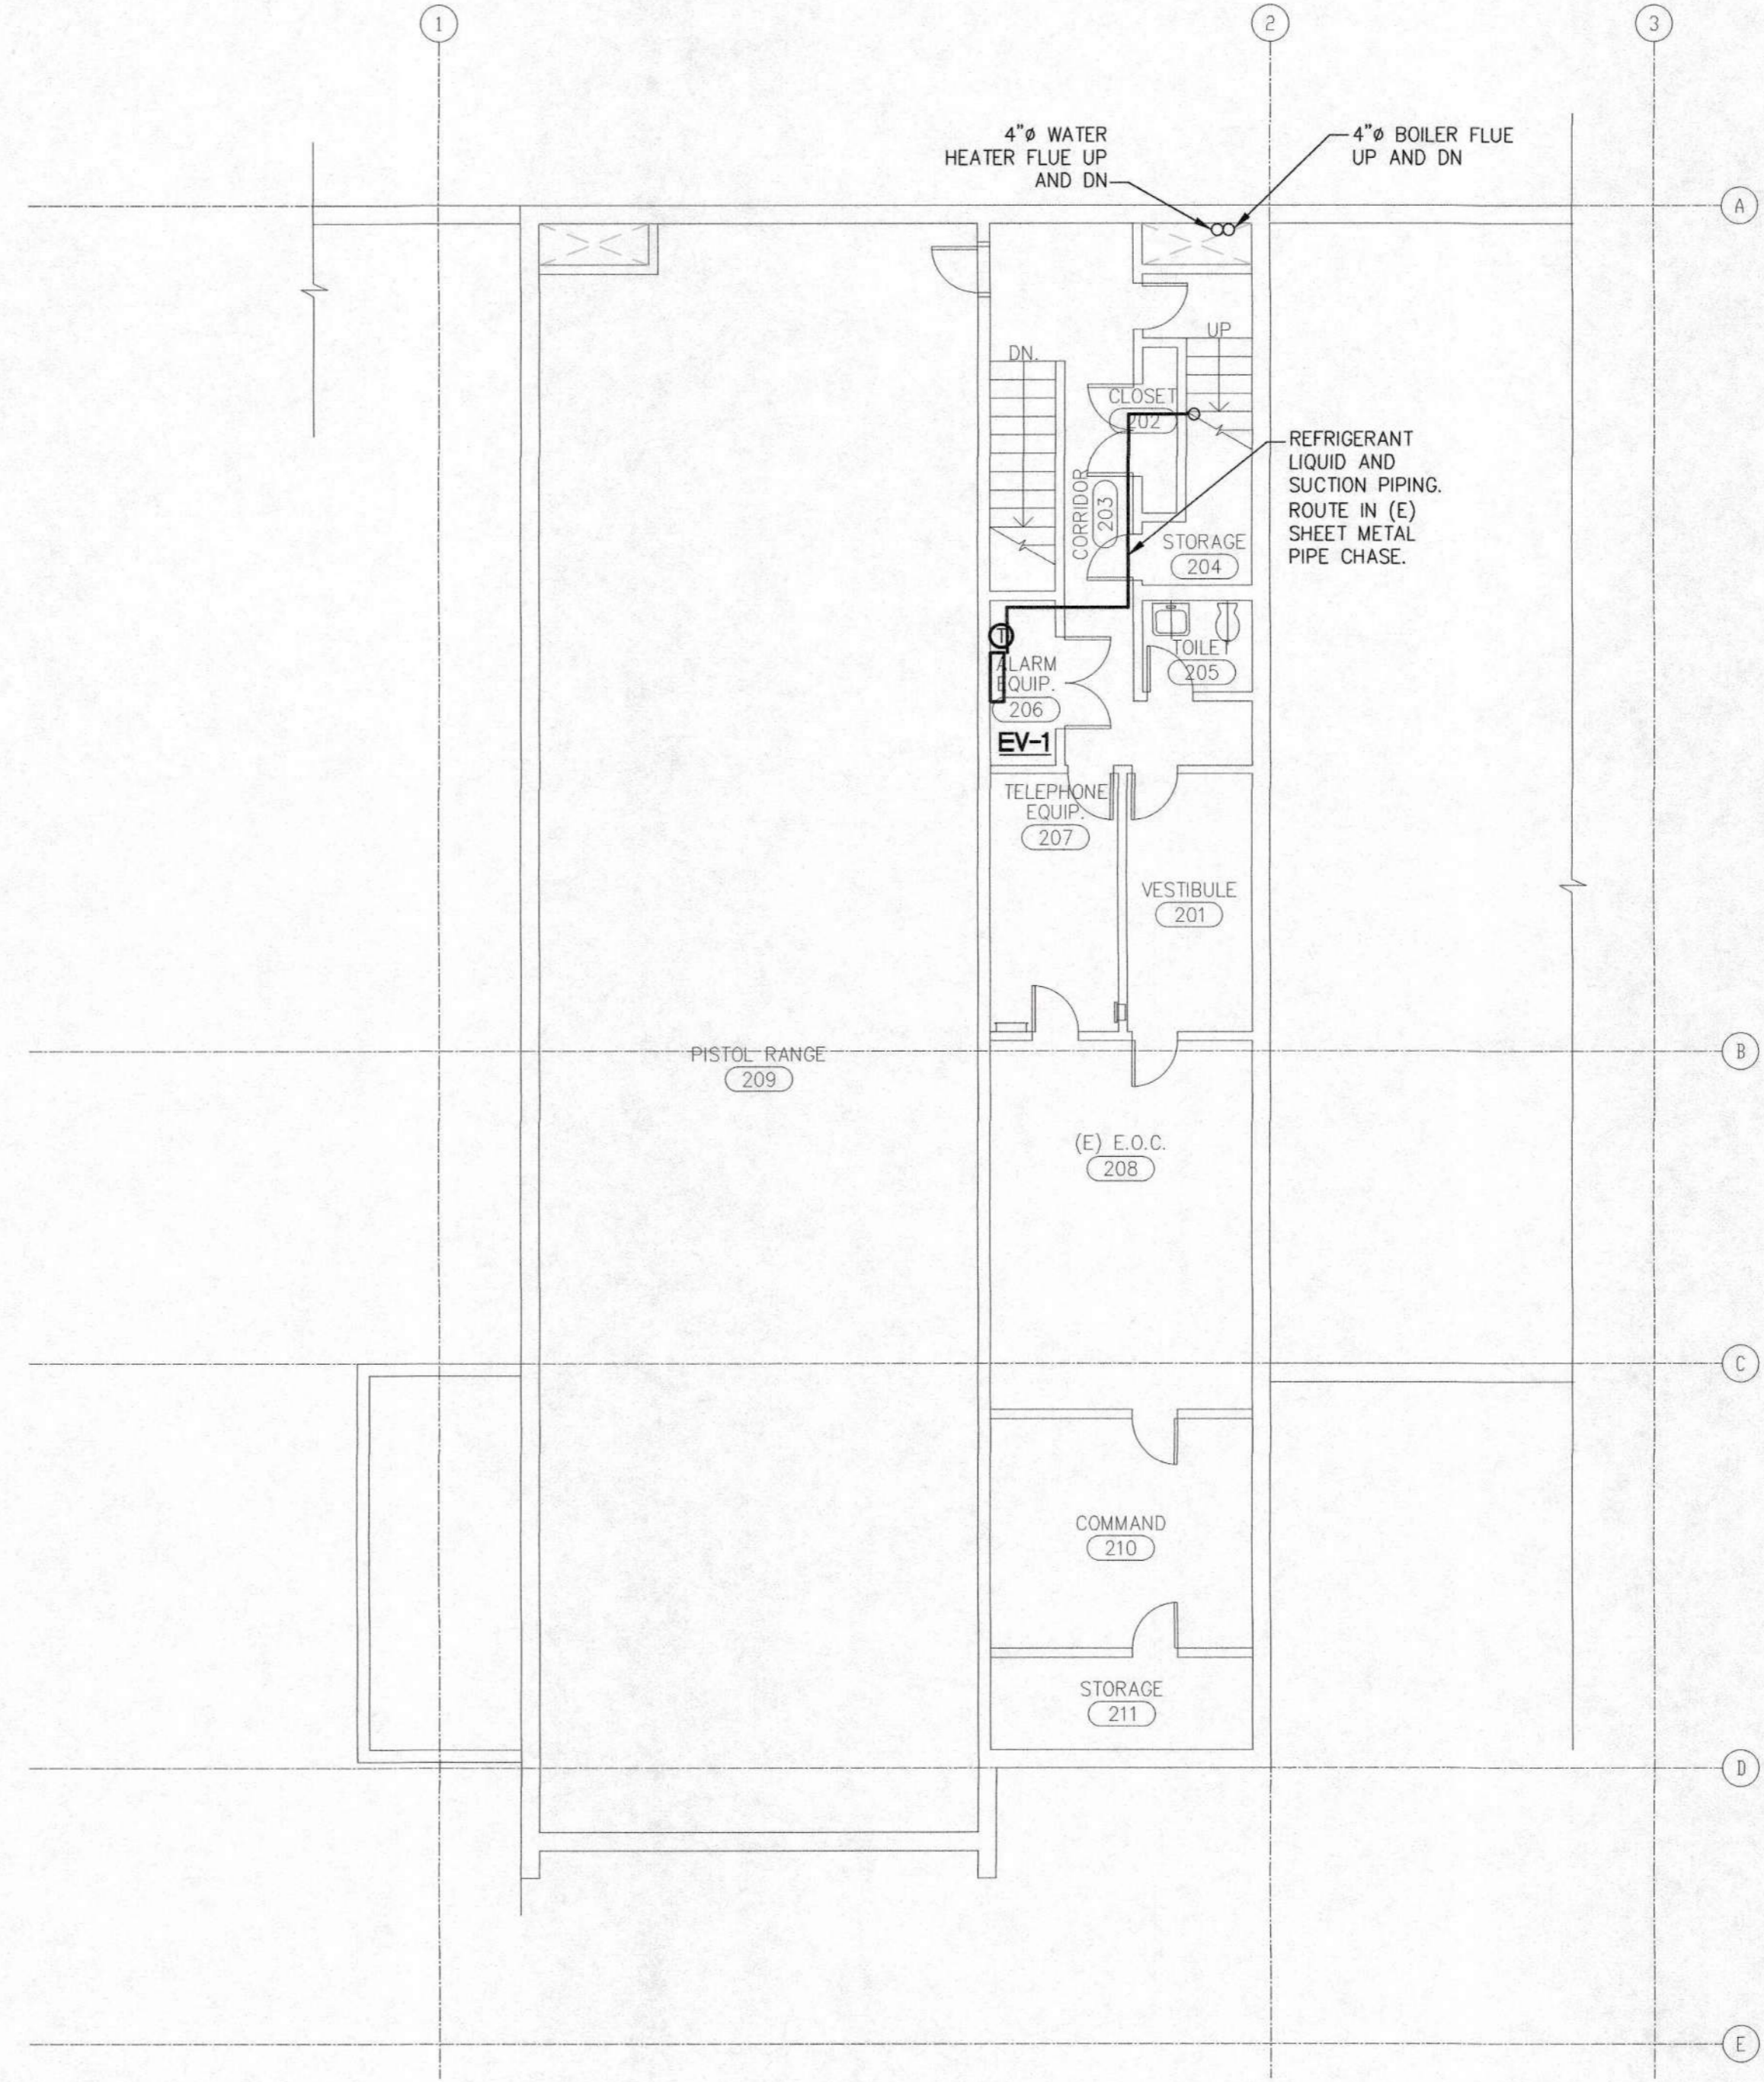 1
2
3
4"ø WATER
HEATER FLUE UP
AND DN
4"ø BOILER FLUE
UP AND DN
A
UP
DN.
CLOSET
202
REFRIGERANT
LIQUID AND
SUCTION PIPING.
ROUTE IN (E)
SHEET METAL
PIPE CHASE.
CORRIDOR
203
STORAGE
204
T
TOILET
205
ALARM
EQUIP.
206
EV-1
TELEPHONE
EQUIP.
207
VESTIBULE
201
PISTOL RANGE
209
B
(E) E.O.C.
208
C
COMMAND
210
STORAGE
211
D
E